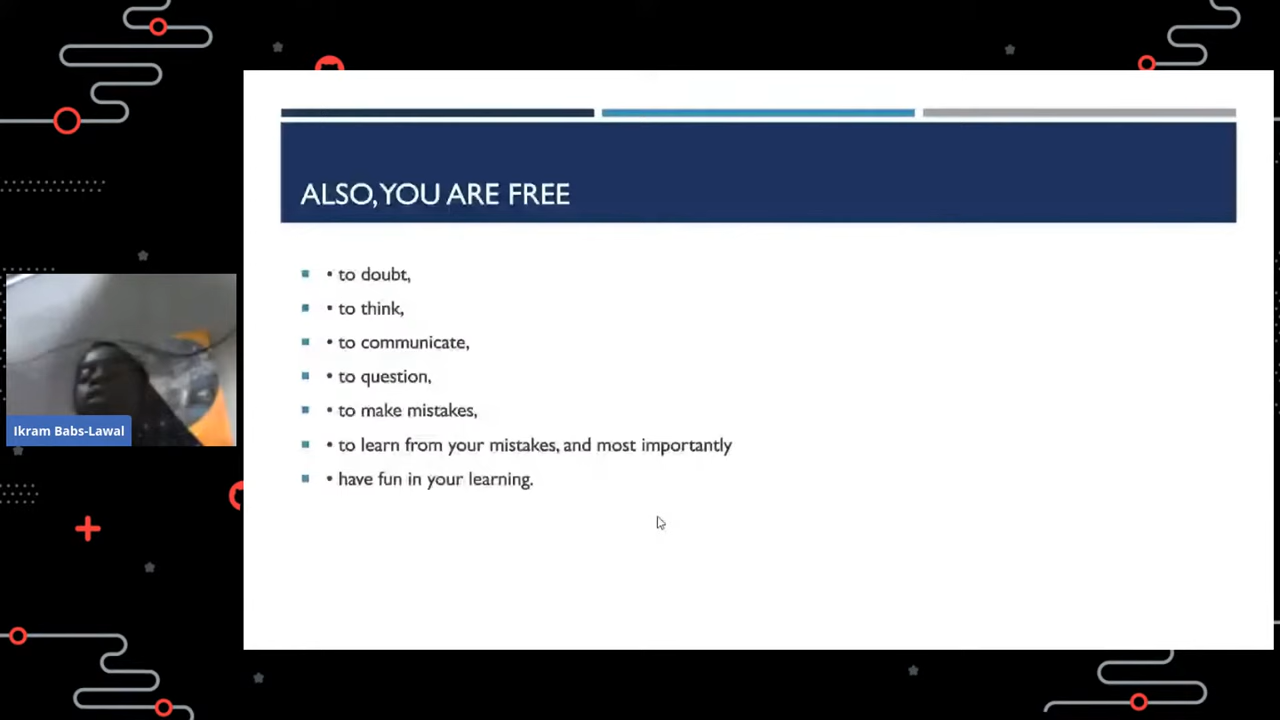 ALSO, YOU ARE FREE
• to doubt,
• to think,
• to communicate,
• to question,
• to make mistakes,
• to learn from your mistakes, and most importantly
• have fun in your learning.
Ikram Babs-Lawal